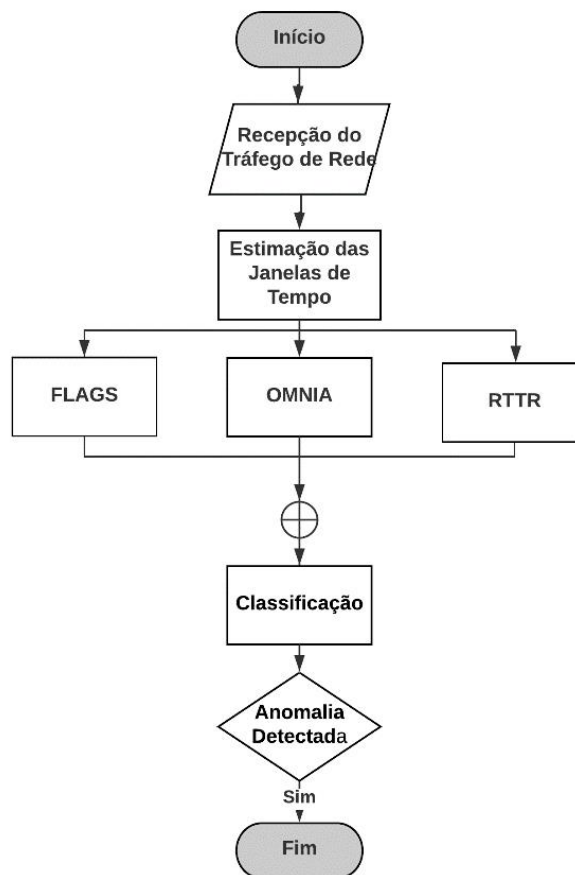 Início
Recepção do
Tráfego de Rede
Estimação das
Janelas de
Tempo
FLAGS
OMNIA
RTTR
Classificação
Anomalia
Detectada
Sim
Fim